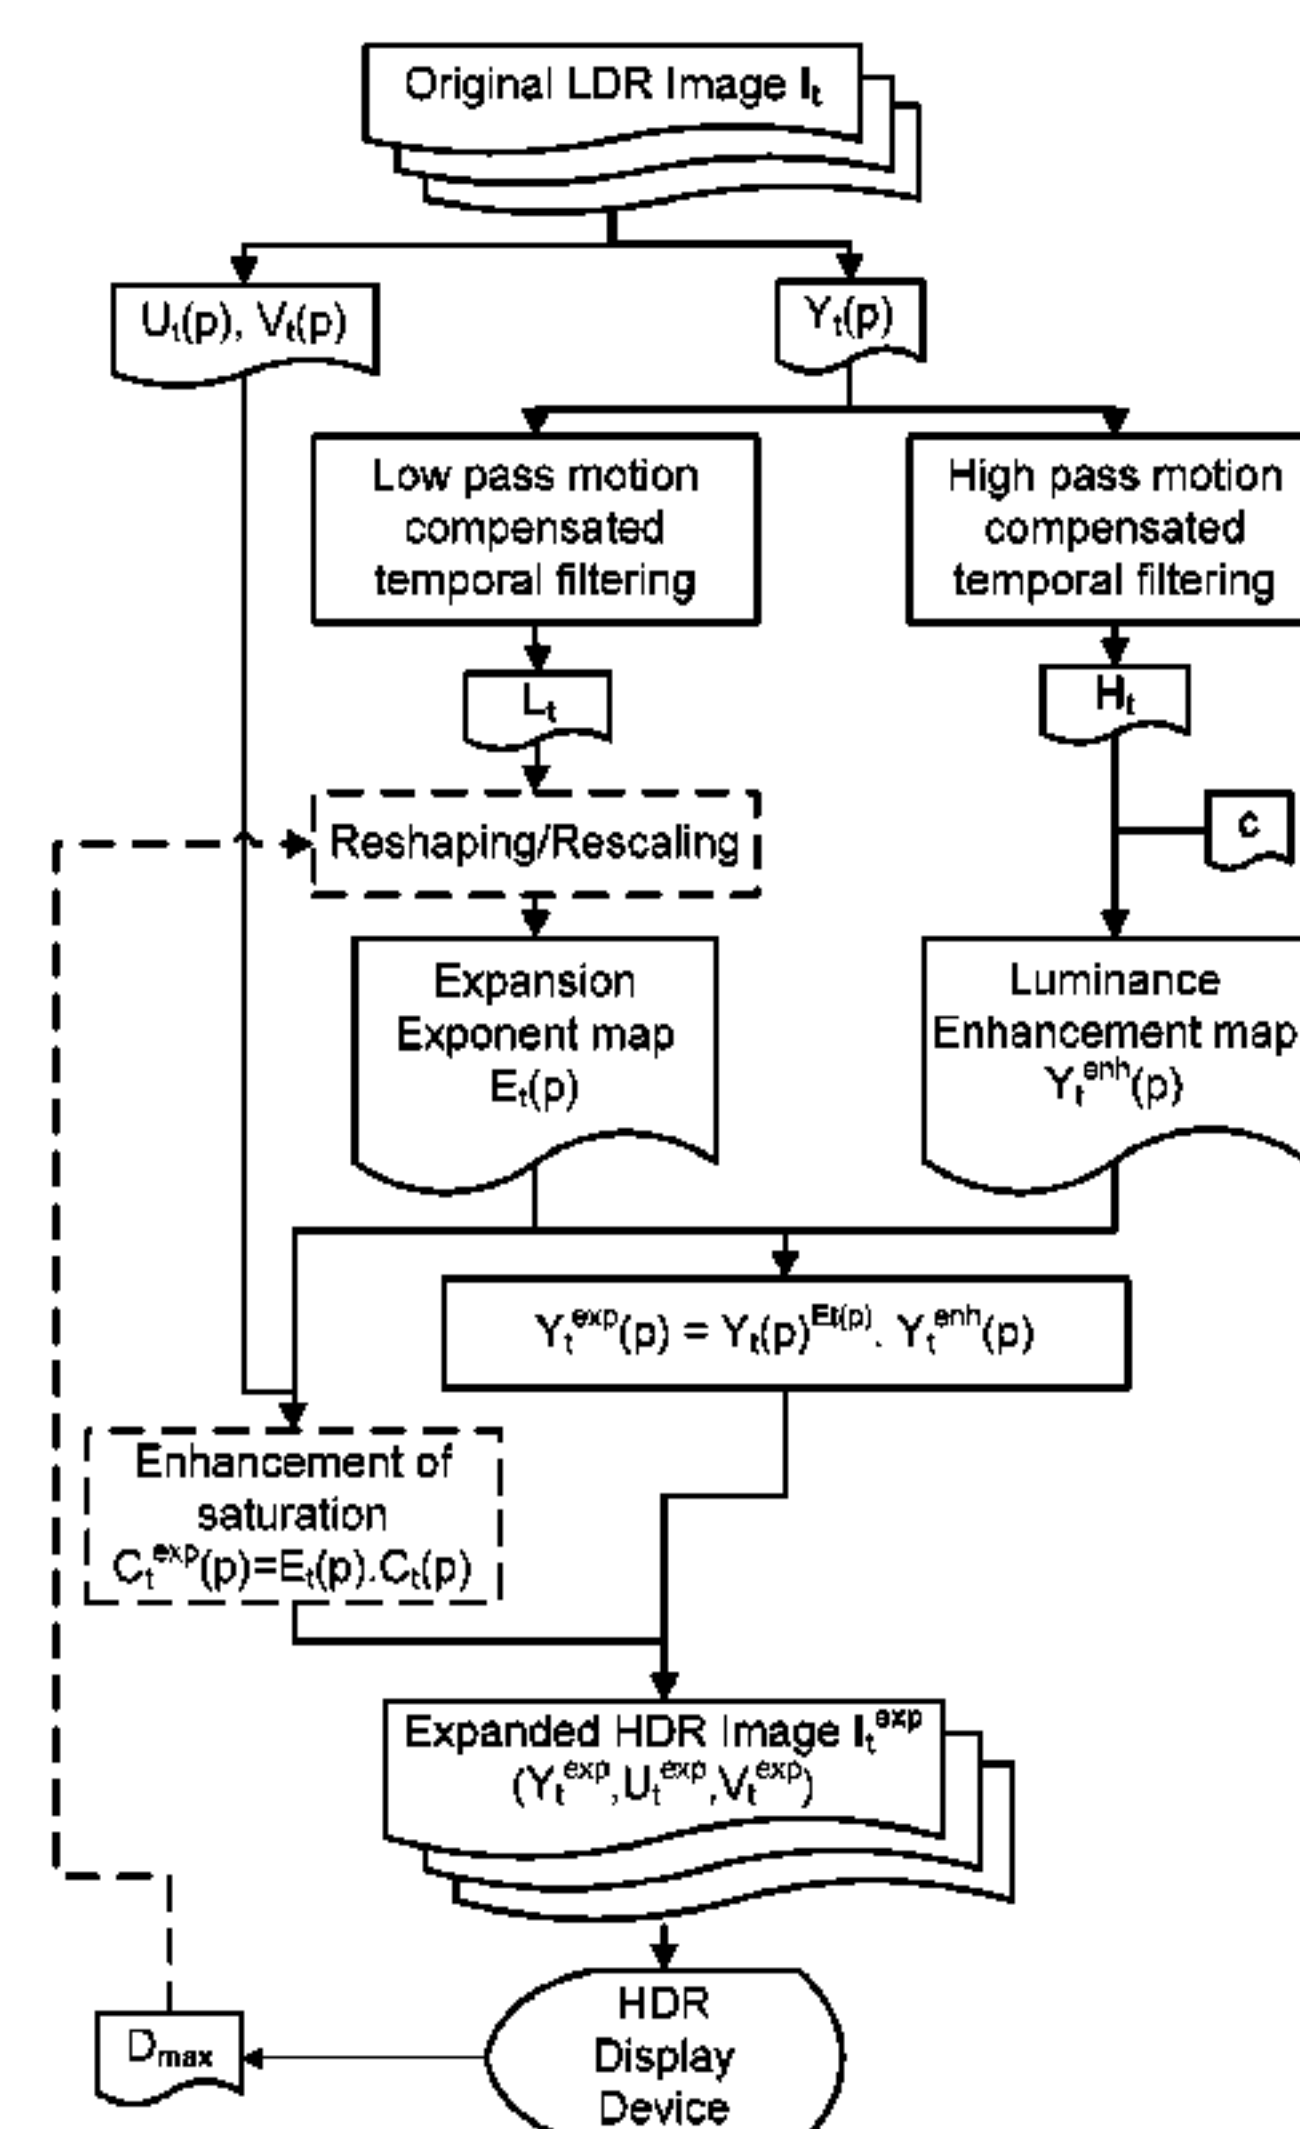 Original LDR Image Iₜ
Uₜ(p), Vₜ(p)
Yₜ(p)
Low pass motion
compensated
temporal filtering
High pass motion
compensated
temporal filtering
Lₜ
Hₜ
c
Reshaping/Rescaling
Expansion
Exponent map
Eₜ(p)
Luminance
Enhancement map
Yₜᵉⁿʰ(p)
Yₜᵉˣᵖ(p) = Yₜ(p)ᴱᵗ⁽ᵖ⁾. Yₜᵉⁿʰ(p)
Enhancement of
saturation
Cₜᵉˣᵖ(p)=Eₜ(p).Cₜ(p)
Expanded HDR Image Iₜᵉˣᵖ
(Yₜᵉˣᵖ,Uₜᵉˣᵖ,Vₜᵉˣᵖ)
HDR
Display
Device
Dₘₐₓ